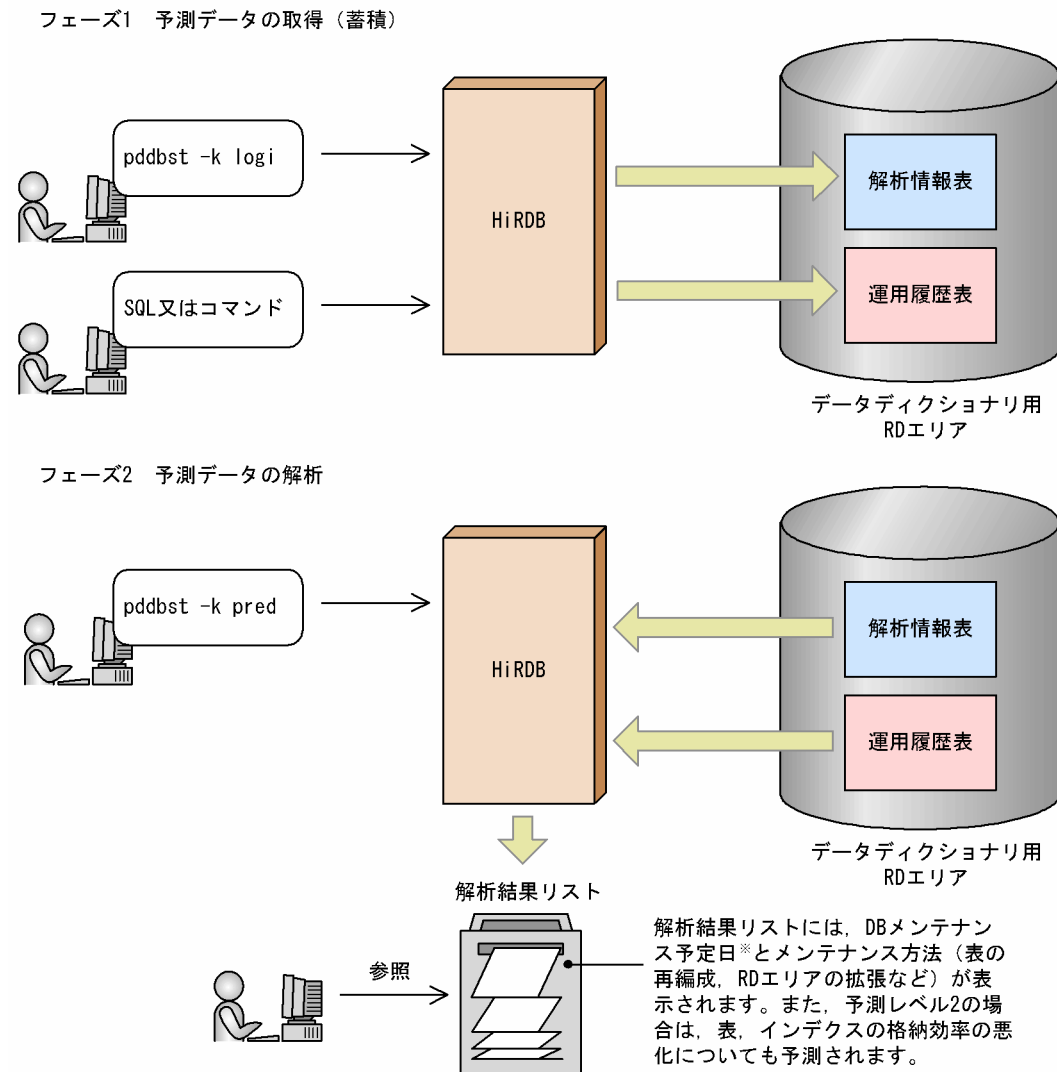 フェーズ1　予測データの取得（蓄積）
pddbst -k logi
HiRDB
解析情報表
SQL又はコマンド
運用履歴表
データディクショナリ用
RDエリア
フェーズ2　予測データの解析
pddbst -k pred
HiRDB
解析情報表
運用履歴表
データディクショナリ用
RDエリア
解析結果リスト
参照
解析結果リストには，DBメンテナン
ス予定日※とメンテナンス方法（表の
再編成，RDエリアの拡張など）が表
示されます。また，予測レベル2の場
合は，表，インデクスの格納効率の悪
化についても予測されます。